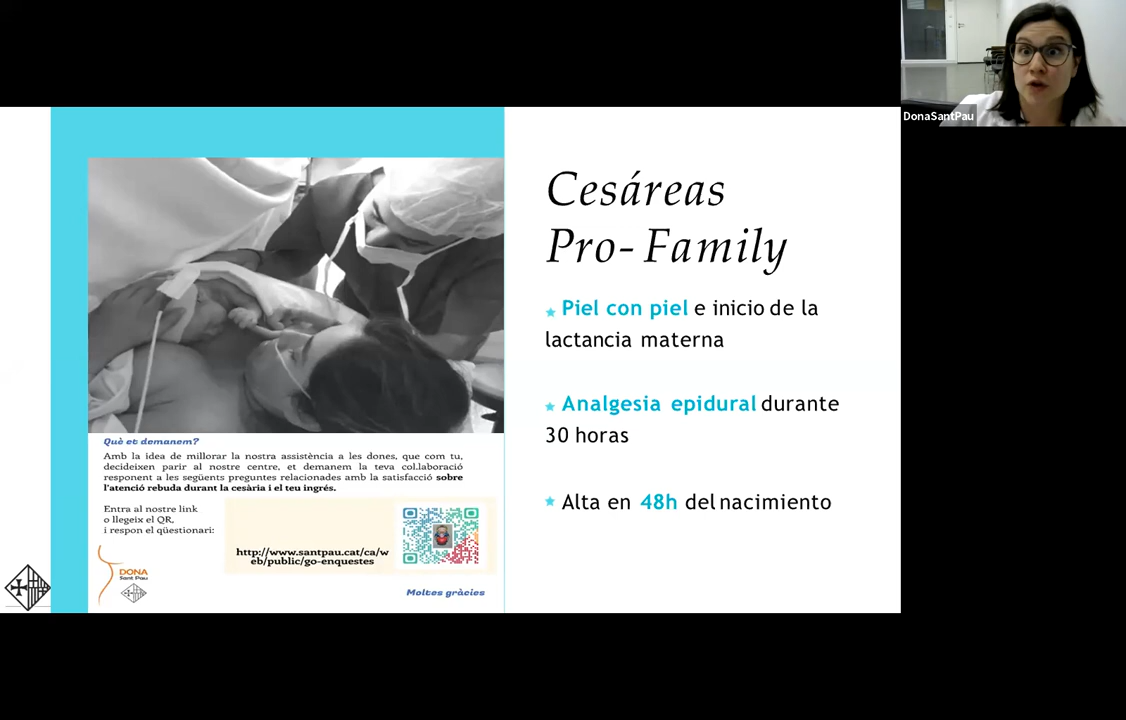 DonaSantPau
Cesáreas
Pro-Family
Piel con piel e inicio de la
lactancia materna
Analgesia epidural durante
30 horas
Alta en 48h del nacimiento
Què et demanem?
Amb la idea de millorar la nostra assistència a les dones, que com tu,
decideixen parir al nostre centre, et demanem la teva col.laboració
responent a les següents preguntes relacionades amb la satisfacció sobre
l'atenció rebuda durant la cesària i el teu ingrés.
Entra al nostre link
o llegeix el QR,
i respon el qüestionari:
http://www.santpau.cat/ca/w
eb/public/go-enquestes
DONA
Sant Pau
Moltes gràcies